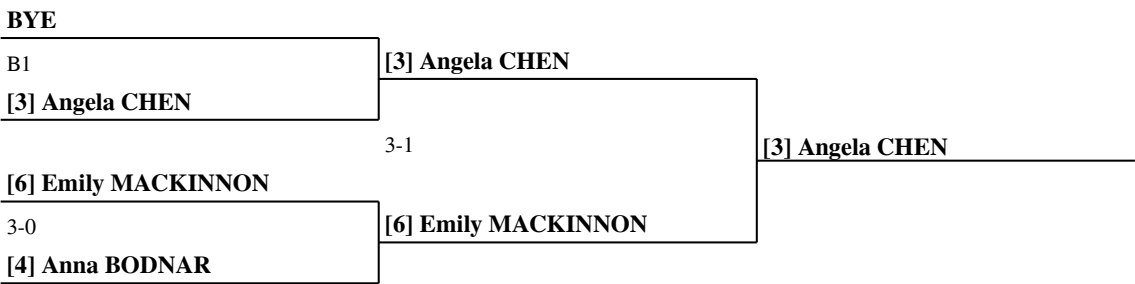 BYE
B1
[3] Angela CHEN
[3] Angela CHEN
3-1
[3] Angela CHEN
[6] Emily MACKINNON
3-0
[6] Emily MACKINNON
[4] Anna BODNAR